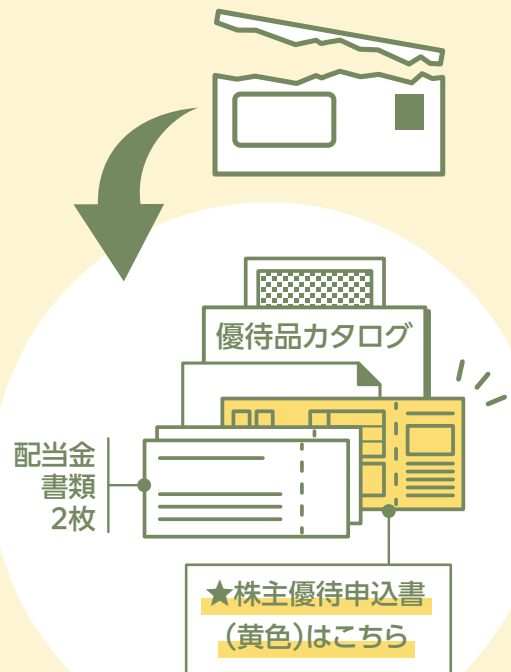 優待品カタログ
配当金
書類
2枚
★株主優待申込書
(黄色)はこちら